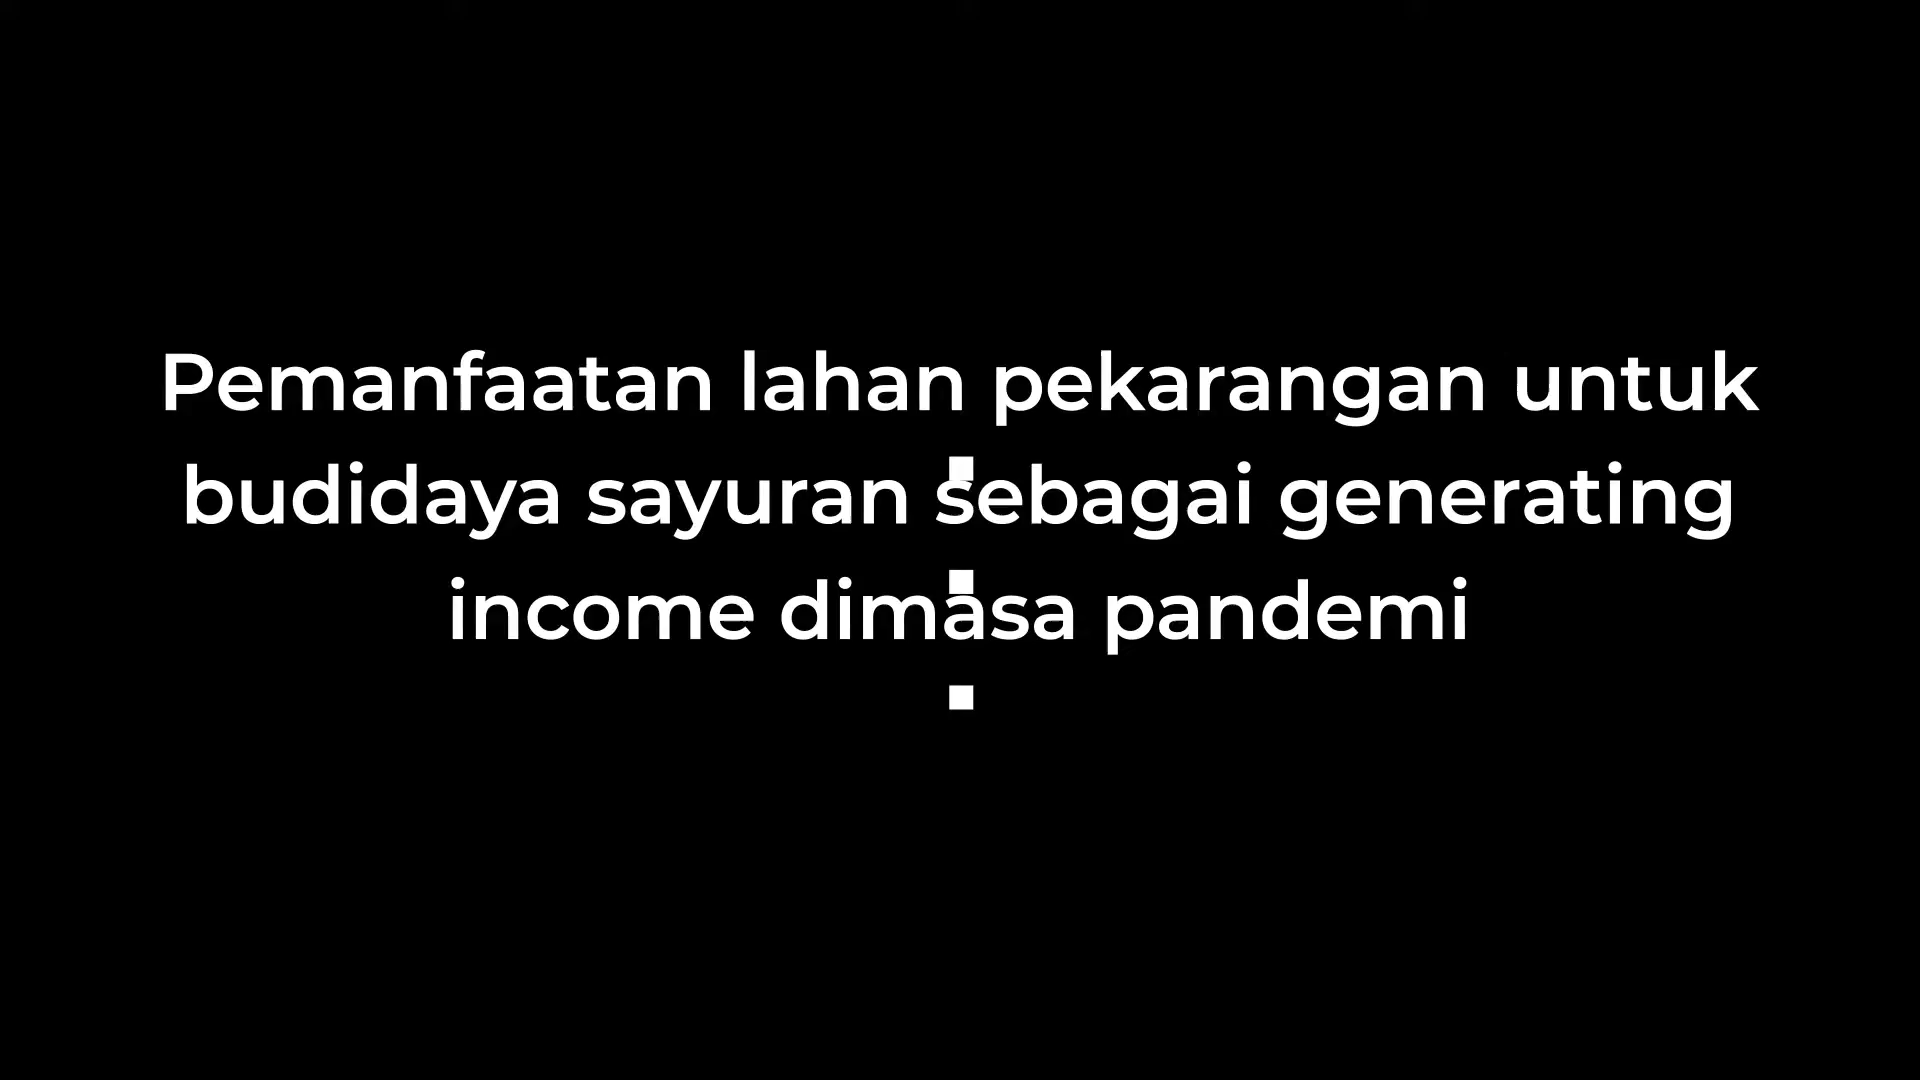 Pemanfaatan lahan pekarangan untuk
budidaya sayuran sebagai generating
income dimasa pandemi